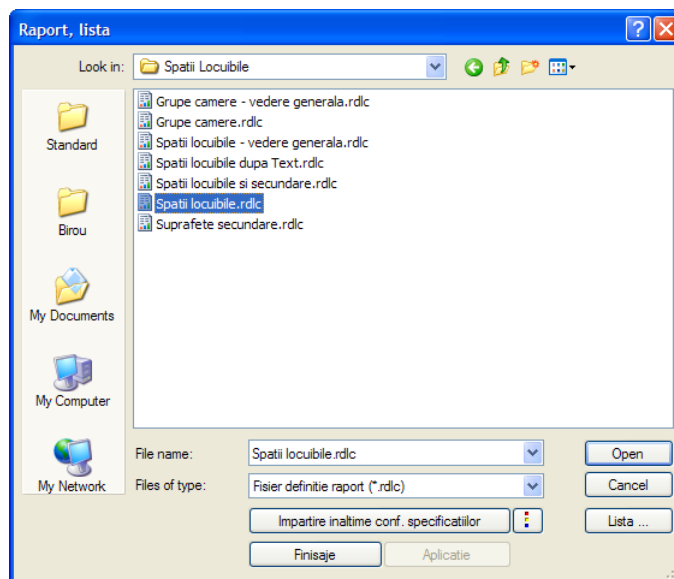 Raport, lista
Look in: Spatii Locuibile
Grupe camere - vedere generala.rdlc
Grupe camere.rdlc
Spatii locuibile - vedere generala.rdlc
Spatii locuibile dupa Text.rdlc
Spatii locuibile si secundare.rdlc
Spatii locuibile.rdlc
Suprafete secundare.rdlc
Standard
Birou
My Documents
My Computer
My Network
File name: Spatii locuibile.rdlc Open
Files of type: Fisier definitie raport (*.rdlc) Cancel
Impartire inaltime conf. specificatiilor Lista ...
Finisaje Aplicatie